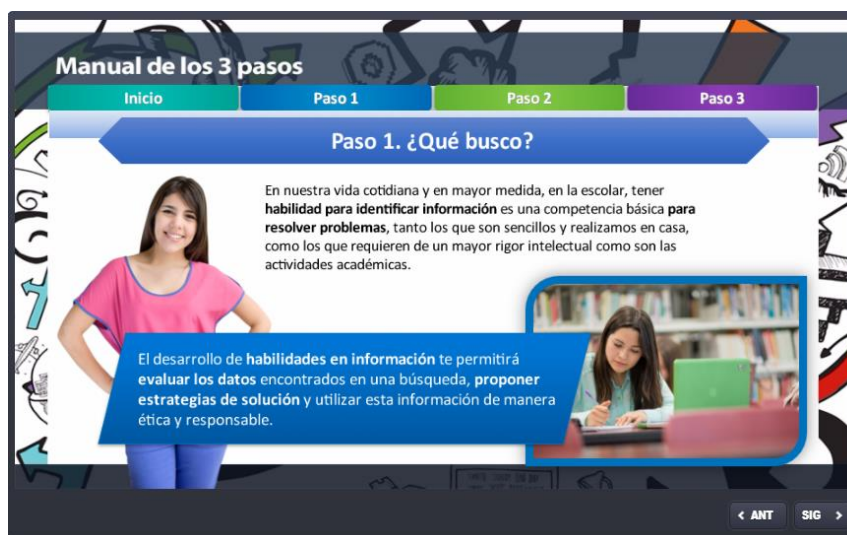 Manual de los 3 pasos
Inicio
Paso 1
Paso 2
Paso 3
Paso 1. ¿Qué busco?
En nuestra vida cotidiana y en mayor medida, en la escolar, tener
habilidad para identificar información es una competencia básica para
resolver problemas, tanto los que son sencillos y realizamos en casa,
como los que requieren de un mayor rigor intelectual como son las
actividades académicas.
El desarrollo de habilidades en información te permitirá
evaluar los datos encontrados en una búsqueda, proponer
estrategias de solución y utilizar esta información de manera
ética y responsable.
< ANT
SIG >